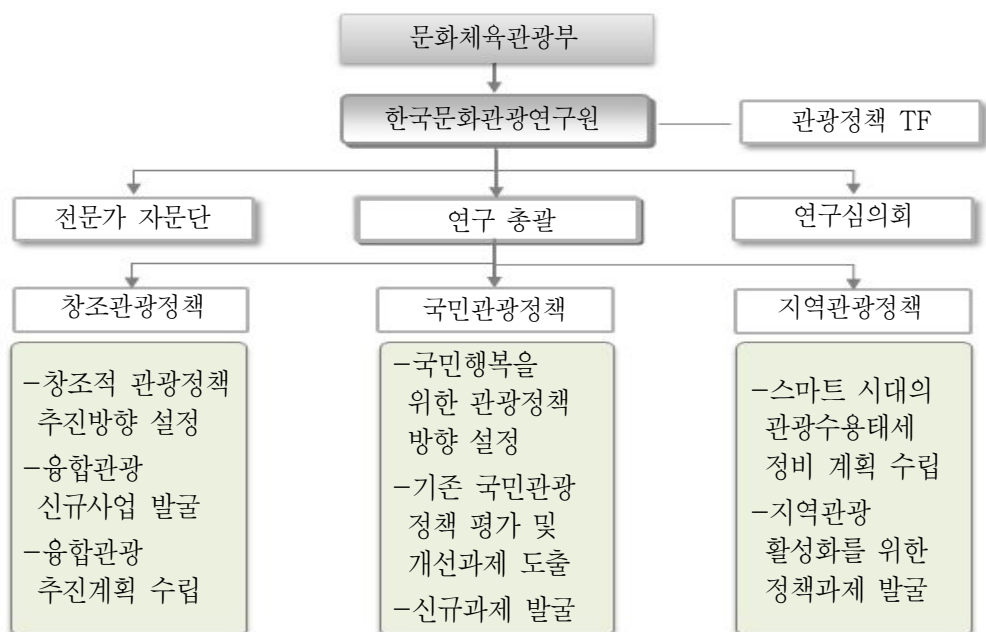 문화체육관광부
한국문화관광연구원
관광정책 TF
전문가 자문단
연구 총괄
연구심의회
창조관광정책
국민관광정책
지역관광정책
-창조적 관광정책
추진방향 설정
-융합관광
신규사업 발굴
-융합관광
추진계획 수립
-국민행복을
위한 관광정책
방향 설정
-기존 국민관광
정책 평가 및
개선과제 도출
-신규과제 발굴
-스마트 시대의
관광수용태세
정비 계획 수립
-지역관광
활성화를 위한
정책과제 발굴